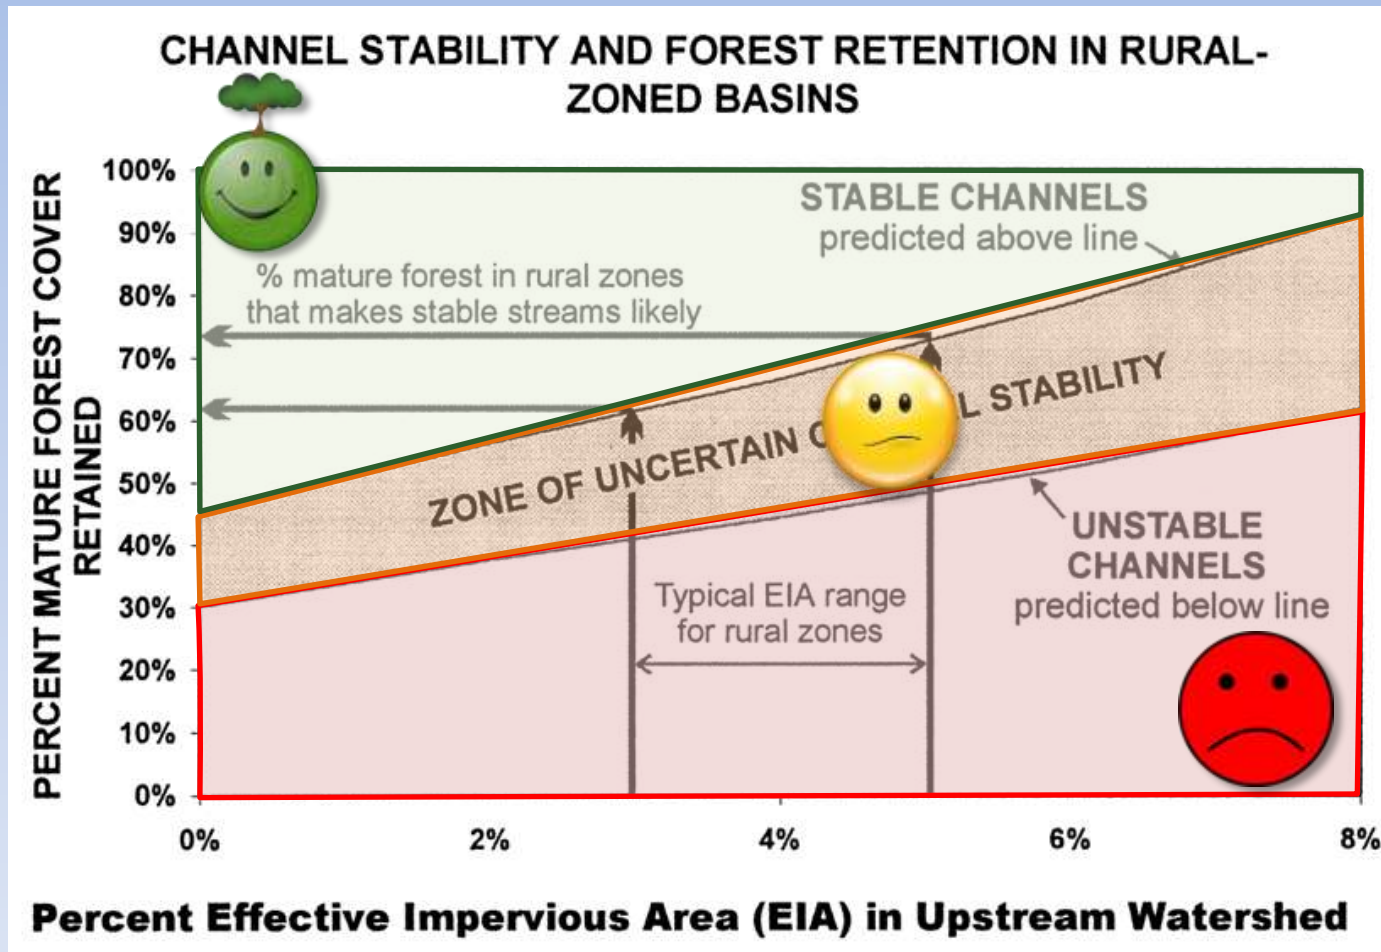 CHANNEL STABILITY AND FOREST RETENTION IN RURAL-
ZONED BASINS
PERCENT MATURE FOREST COVER
RETAINED
100%
90%
80%
70%
60%
50%
40%
30%
20%
10%
0%
STABLE CHANNELS
predicted above line
% mature forest in rural zones
that makes stable streams likely
ZONE OF UNCERTAIN C L STABILITY
UNSTABLE
CHANNELS
predicted below line
Typical EIA range
for rural zones
0%
2%
4%
6%
8%
Percent Effective Impervious Area (EIA) in Upstream Watershed